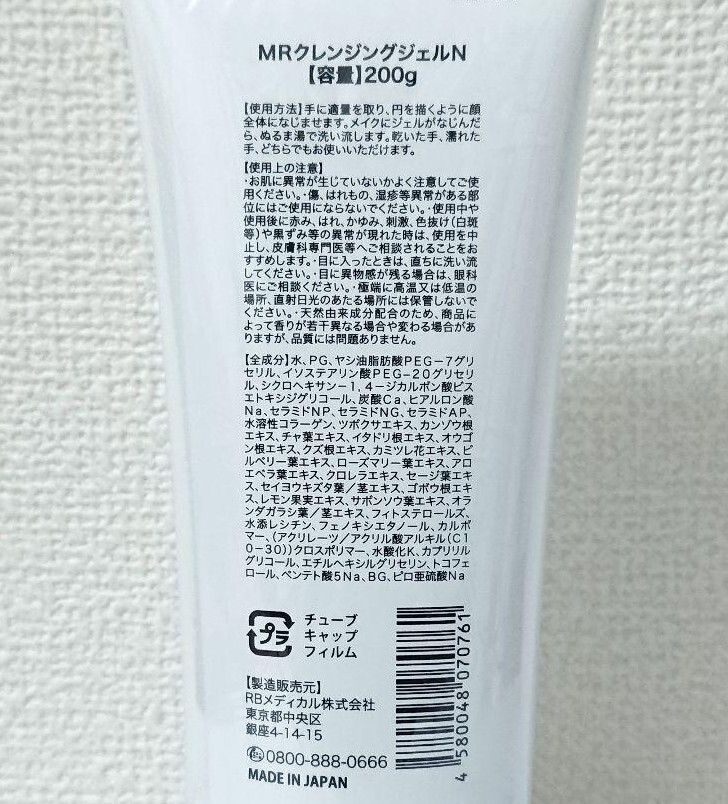 MRクレンジングジェルN
【容量】200g
【使用方法】手に適量を取り、円を描くように顔
全体になじませます。メイクにジェルがなじんだ
ら、ぬるま湯で洗い流します。乾いた手、濡れた
手、どちらでもお使いいただけます。
【使用上の注意】
・お肌に異常が生じていないかよく注意してご使
用ください。・傷、はれもの、湿疹等異常がある部
位にはご使用にならないでください。・使用中や
使用後に赤み、はれ、かゆみ、刺激、色抜け(白斑
等)や黒ずみ等の異常が現れた時は、使用を中
止し、皮膚科専門医等へご相談されることをお
すすめします。・目に入ったときは、直ちに洗い流
してください。・目に異物感が残る場合は、眼科
医にご相談ください。・極端に高温又は低温の
場所、直射日光のあたる場所には保管しないで
ください。・天然由来成分配合のため、商品に
よって香りが若干異なる場合や変わる場合があ
りますが、品質には問題ありません。
【全成分】水、PG、ヤシ油脂肪酸PEG-7グリ
セリル、イソステアリン酸PEG-20グリセリ
ル、シクロヘキサン-1,4-ジカルボン酸ビス
エトキシジグリコール、炭酸Ca、ヒアルロン酸
Na、セラミドNP、セラミドNG、セラミドAP、
水溶性コラーゲン、ツボクサエキス、カンゾウ根
エキス、チャ葉エキス、イタドリ根エキス、オウゴ
ン根エキス、クズ根エキス、カミツレ花エキス、ビ
ルベリー葉エキス、ローズマリー葉エキス、アロ
エベラ葉エキス、クロレラエキス、セージ葉エキ
ス、セイヨウキズタ葉/茎エキス、ゴボウ根エキ
ス、レモン果実エキス、サボンソウ葉エキス、オラ
ンダガラシ葉/茎エキス、フィトステロールズ、
水添レシチン、フェノキシエタノール、カルボ
マー、(アクリレーツ/アクリル酸アルキル(C1
0-30))クロスポリマー、水酸化K、カプリリル
グリコール、エチルヘキシルグリセリン、トコフェ
ロール、ペンテト酸5Na、BG、ピロ亜硫酸Na
プラ
チューブ
キャップ
フィルム
【製造販売元】
RBメディカル株式会社
東京都中央区
銀座4-14-15
0800-888-0666
MADE IN JAPAN
4 580048 070761